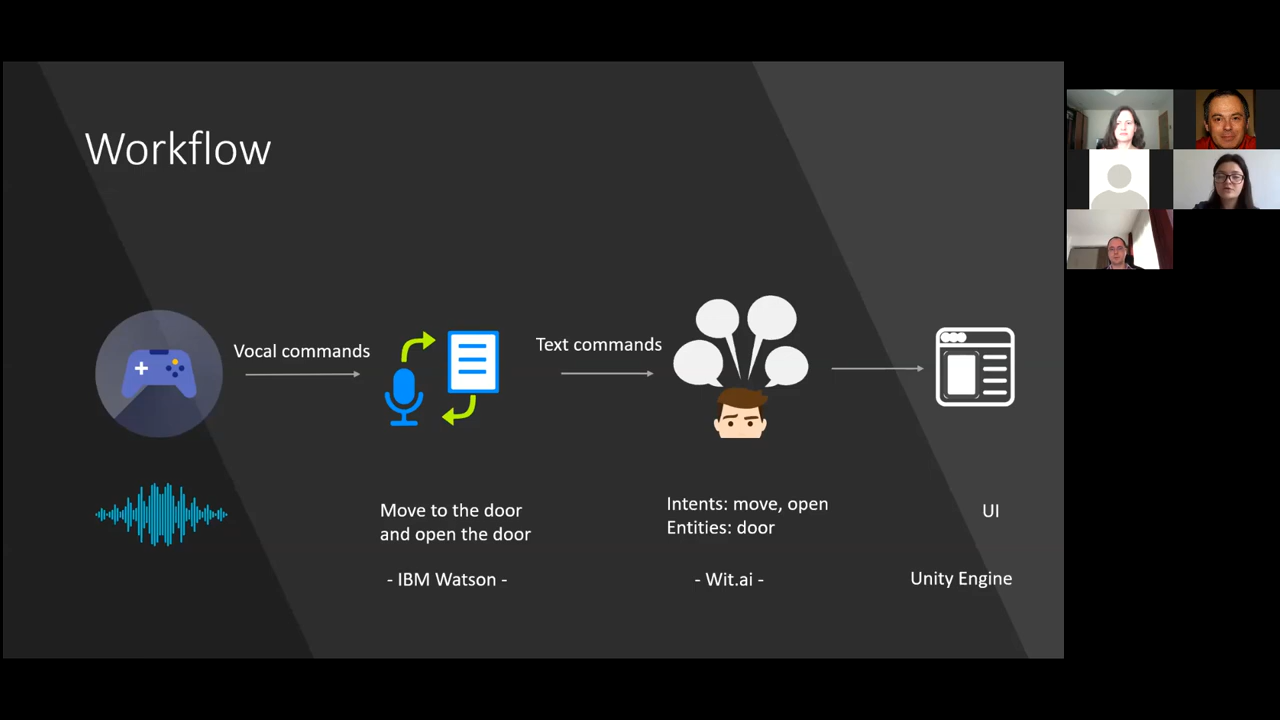 Workflow
Vocal commands
Text commands
Move to the door
and open the door
Intents: move, open
Entities: door
UI
- IBM Watson -
- Wit.ai -
Unity Engine